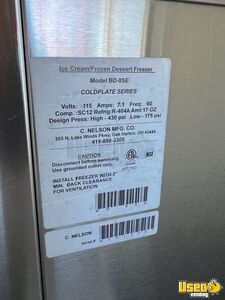 Ice Cream/Frozen Dessert Freezer
Model BD-8SE
COLDPLATE SERIES
Volts: 115 Amps: 7.1 Freq: 60
Comp.:SC12 Refrig:R-404A Amt:17-OZ
Design Press: High - 430 psi Low - 175 psi
C. NELSON MFG. CO.
265 N. Lake Winds Pkwy, Oak Harbor, OH 43449
419-898-3305
CAUTION
Disconnect before servicing.
Use grounded outlet only.
INSTALL FREEZER WITH 3"
MIN. BACK CLEARANCE
FOR VENTILATION
NSF
C. NELSON
Serial #
Used
Vending